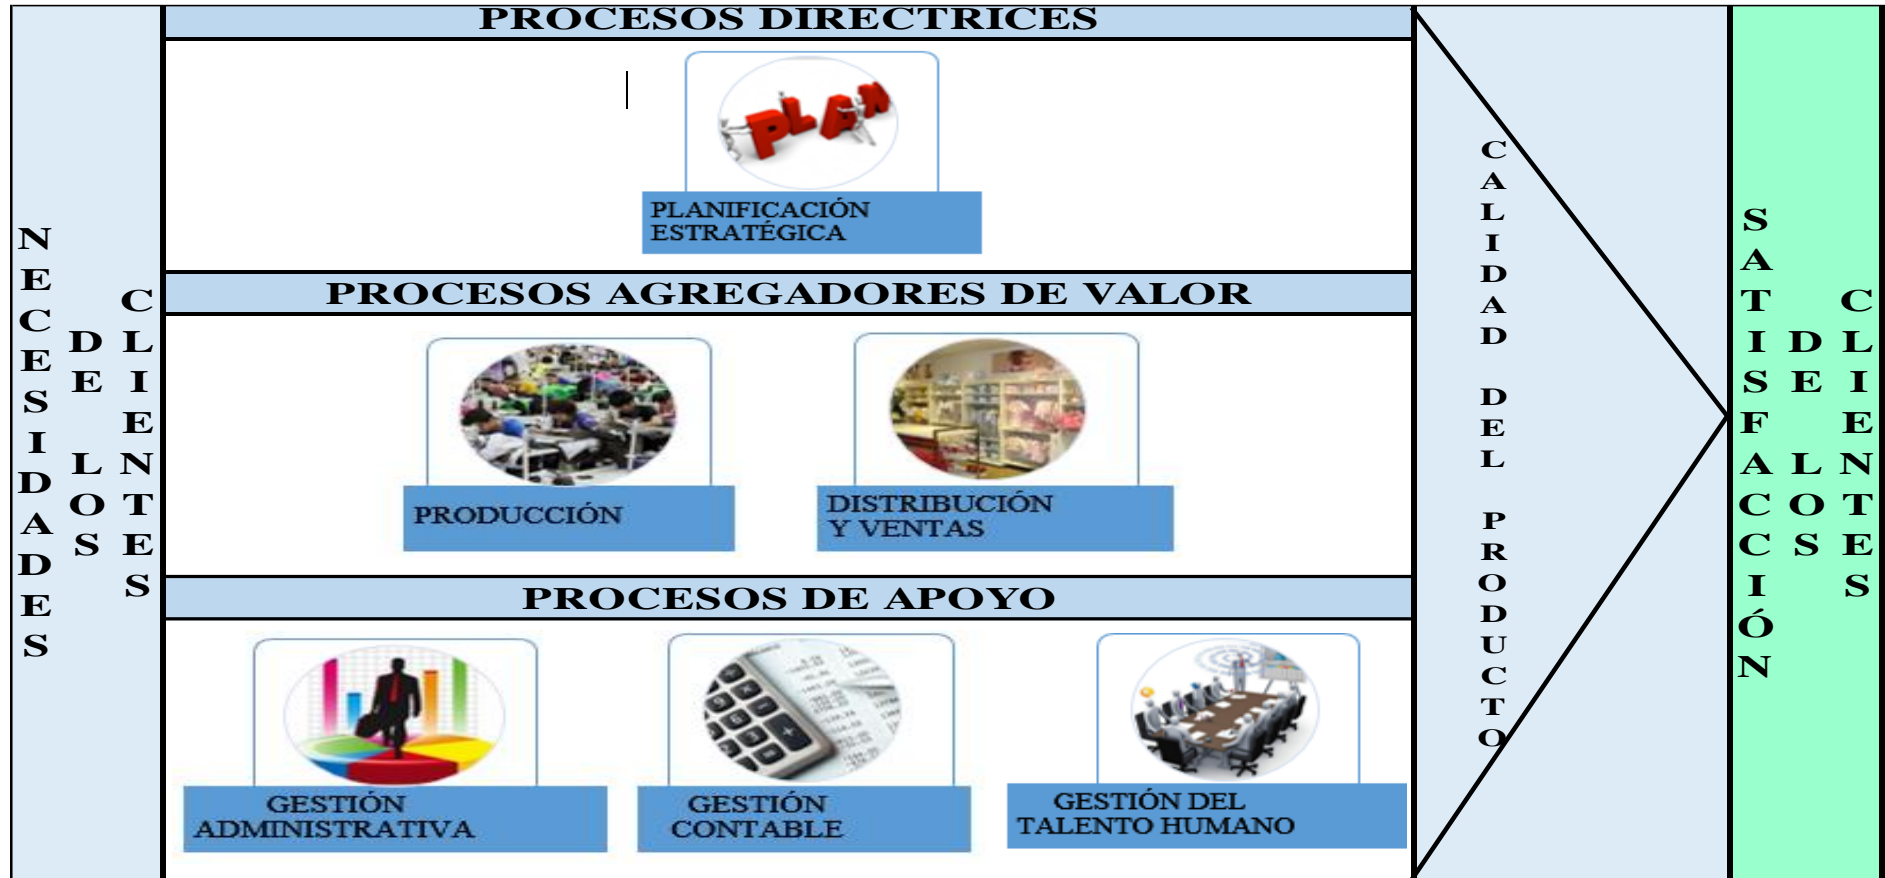 PROCESOS DIRECTRICES
PLAN
PLANIFICACIÓN
ESTRATÉGICA
NECESIDADES
DE LOS
CLIENTES
PROCESOS AGREGADORES DE VALOR
PRODUCCIÓN
DISTRIBUCIÓN
Y VENTAS
PROCESOS DE APOYO
GESTIÓN
ADMINISTRATIVA
GESTIÓN
CONTABLE
GESTIÓN DEL
TALENTO HUMANO
CALIDAD DEL PRODUCTO
SATISFACCIÓN
DE LOS
CLIENTES